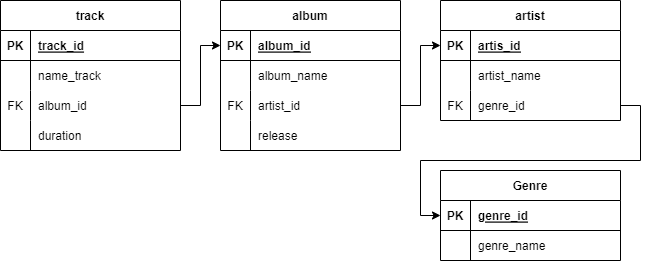 track
PK track_id
name_track
FK album_id
duration
album
PK album_id
album_name
FK artist_id
release
artist
PK artis_id
artist_name
FK genre_id
Genre
PK genre_id
genre_name